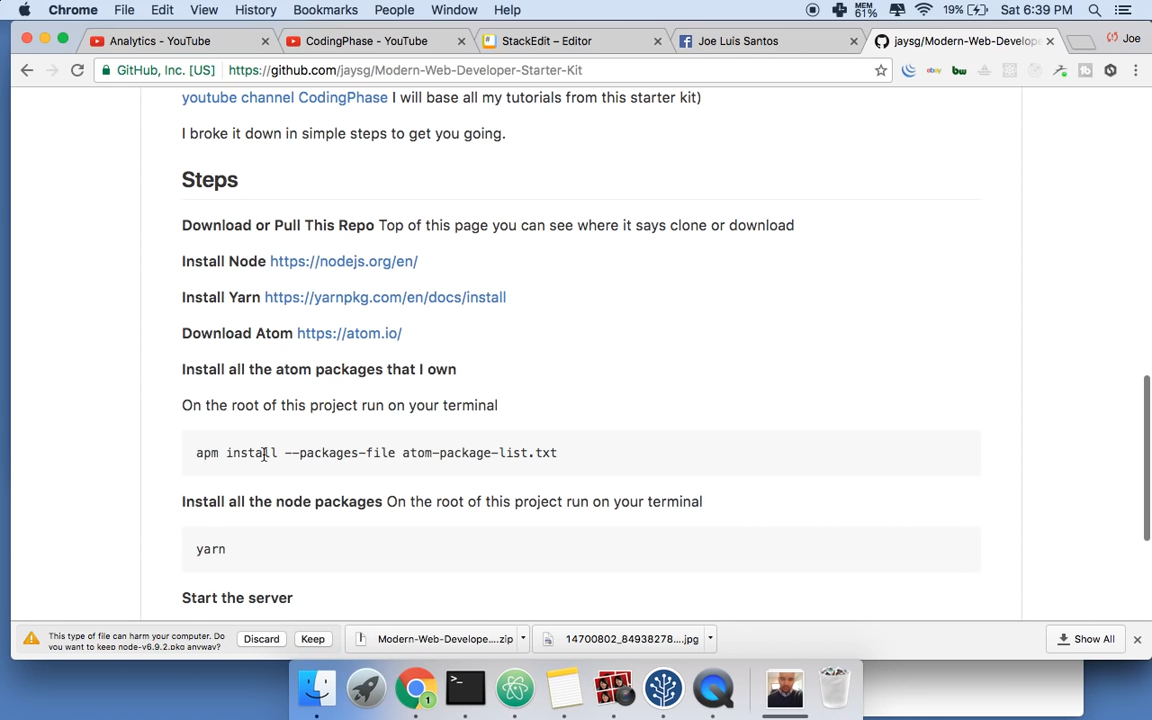 Chrome File Edit View History Bookmarks People Window Help MEM 61% 19% Sat 6:39 PM
Analytics - YouTube CodingPhase - YouTube StackEdit – Editor Joe Luis Santos jaysg/Modern-Web-Develope Joe
GitHub, Inc. [US] https://github.com/jaysg/Modern-Web-Developer-Starter-Kit
youtube channel CodingPhase I will base all my tutorials from this starter kit)
I broke it down in simple steps to get you going.
Steps
Download or Pull This Repo Top of this page you can see where it says clone or download
Install Node https://nodejs.org/en/
Install Yarn https://yarnpkg.com/en/docs/install
Download Atom https://atom.io/
Install all the atom packages that I own
On the root of this project run on your terminal
apm install --packages-file atom-package-list.txt
Install all the node packages On the root of this project run on your terminal
yarn
Start the server
This type of file can harm your computer. Do
you want to keep node-v6.9.2.pkg anyway?
Discard Keep Modern-Web-Develope....zip 14700802_84938278....jpg Show All